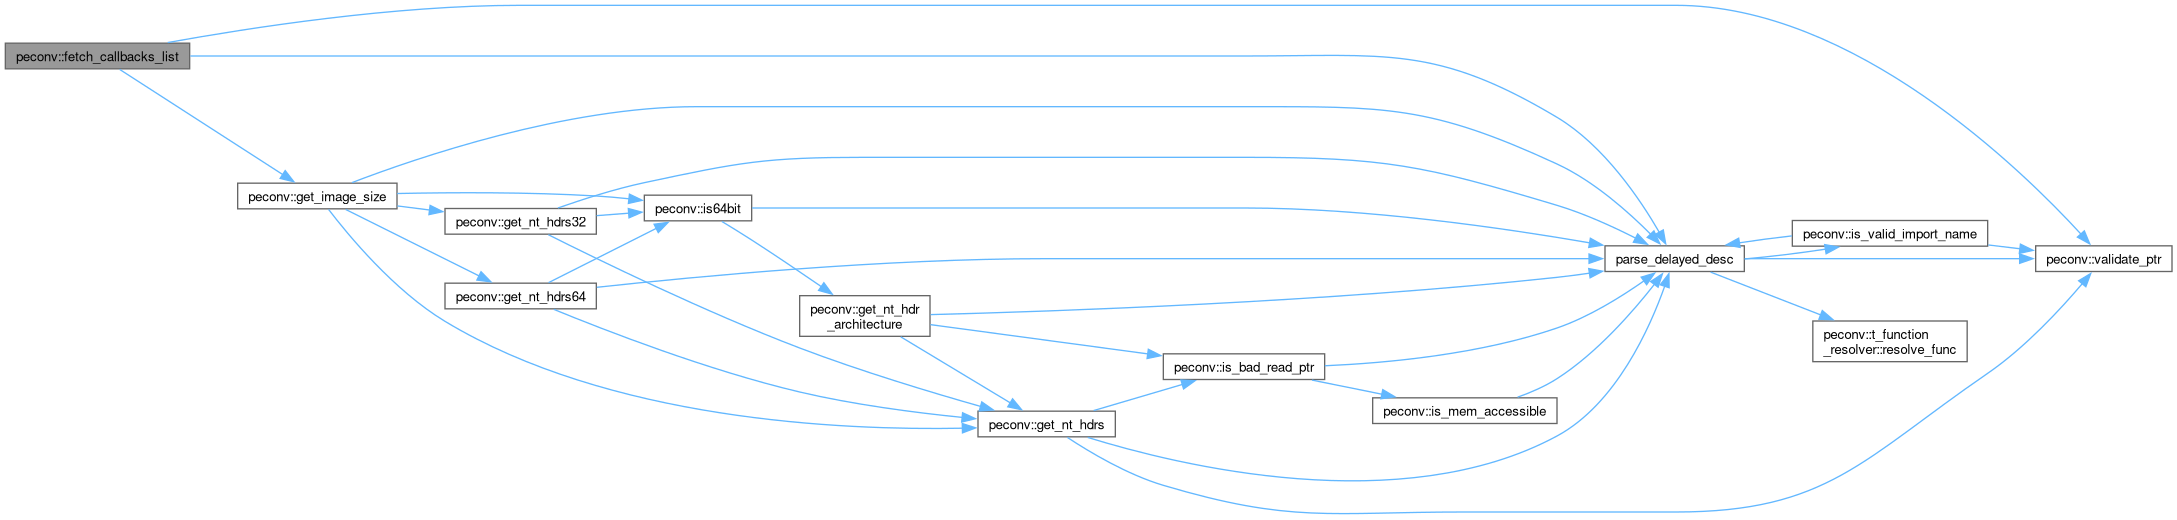 peconv::fetch_callbacks_list
peconv::get_image_size
peconv::get_nt_hdrs32
peconv::get_nt_hdrs64
peconv::is64bit
peconv::get_nt_hdr
_architecture
peconv::get_nt_hdrs
peconv::is_bad_read_ptr
peconv::is_mem_accessible
parse_delayed_desc
peconv::is_valid_import_name
peconv::t_function
_resolver::resolve_func
peconv::validate_ptr